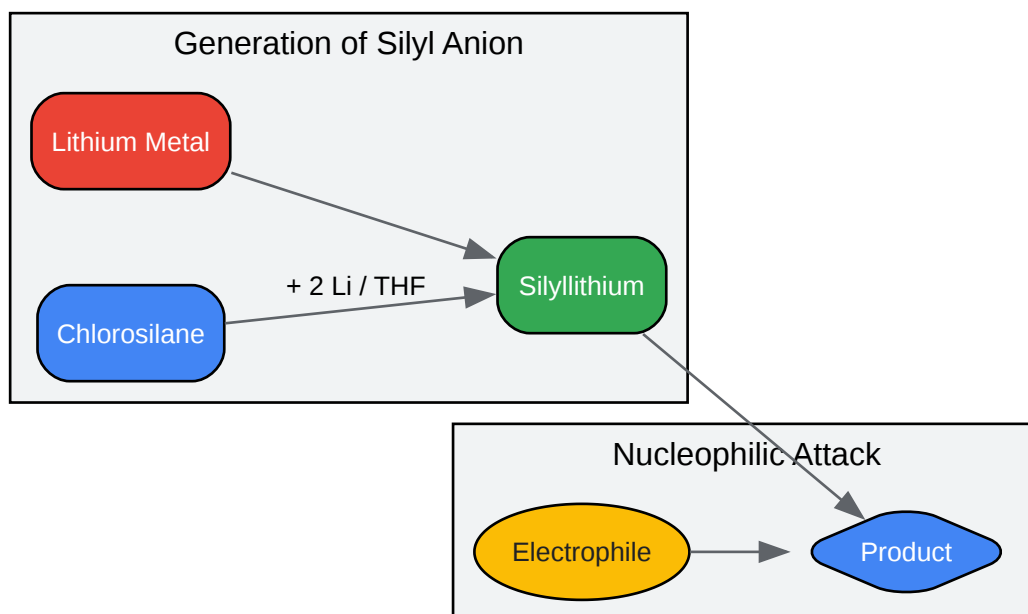 Generation of Silyl Anion
Lithium Metal
+ 2 Li / THF
Silyllithium
Chlorosilane
Nucleophilic Attack
Electrophile
Product